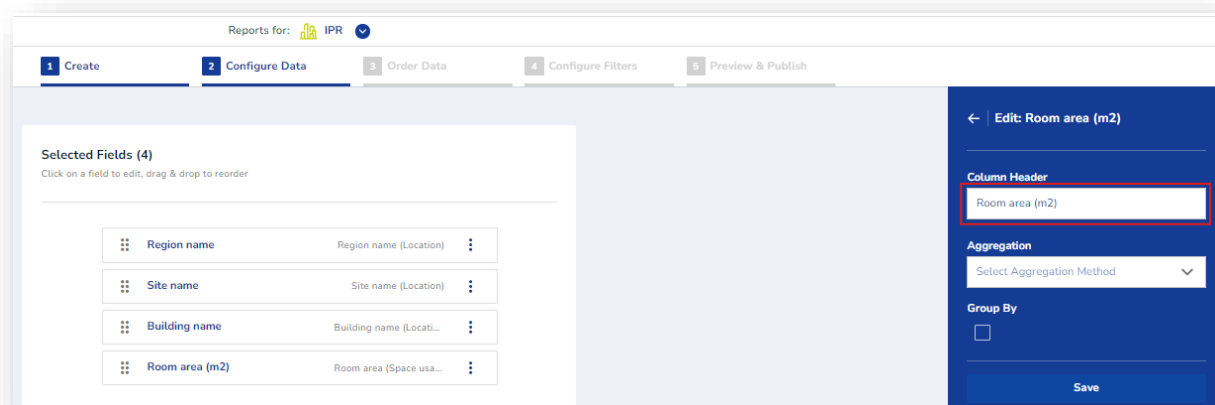 Reports for: IPR
1 Create
2 Configure Data
3 Order Data
4 Configure Filters
5 Preview & Publish
Selected Fields (4)
Click on a field to edit, drag & drop to reorder
Region name Region name (Location)
Site name Site name (Location)
Building name Building name (Locati...
Room area (m2) Room area (Space usa...
Edit: Room area (m2)
Column Header
Room area (m2)
Aggregation
Select Aggregation Method
Group By
Save